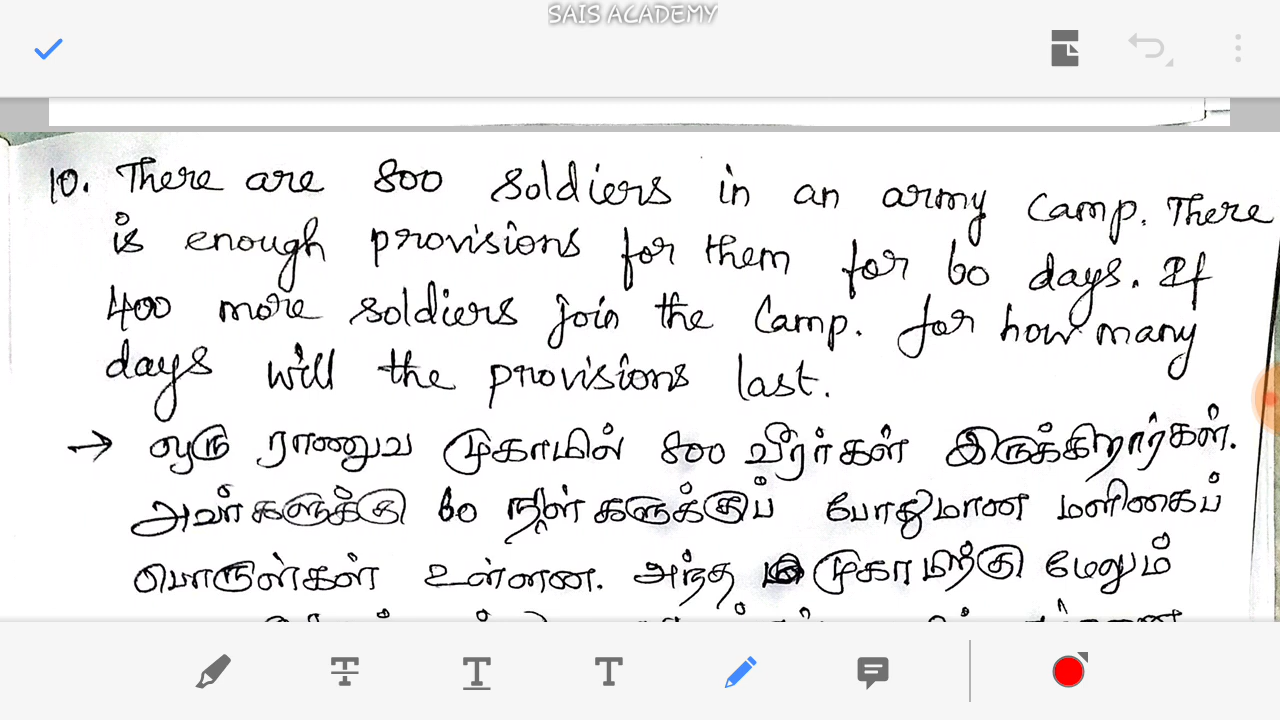 SAIS ACADEMY
10. There are 800 soldiers in an army camp. There
is enough provisions for them for 60 days. If
400 more soldiers join the camp. for how many
days will the provisions last.
→ ஒரு ராணுவ முகாமில் 800 வீரர்கள் இருக்கிறார்கள்.
அவர்களுக்கு 60 நாள்களுக்குப் போதுமான மளிகைப்
பொருள்கள் உள்ளன. அந்த முகாமிற்கு மேலும்